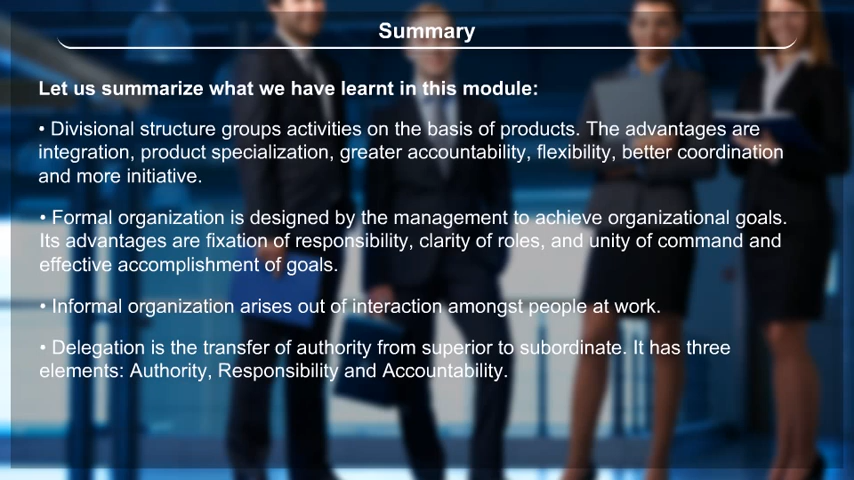 Summary
Let us summarize what we have learnt in this module:
• Divisional structure groups activities on the basis of products. The advantages are
integration, product specialization, greater accountability, flexibility, better coordination
and more initiative.
• Formal organization is designed by the management to achieve organizational goals.
Its advantages are fixation of responsibility, clarity of roles, and unity of command and
effective accomplishment of goals.
• Informal organization arises out of interaction amongst people at work.
• Delegation is the transfer of authority from superior to subordinate. It has three
elements: Authority, Responsibility and Accountability.